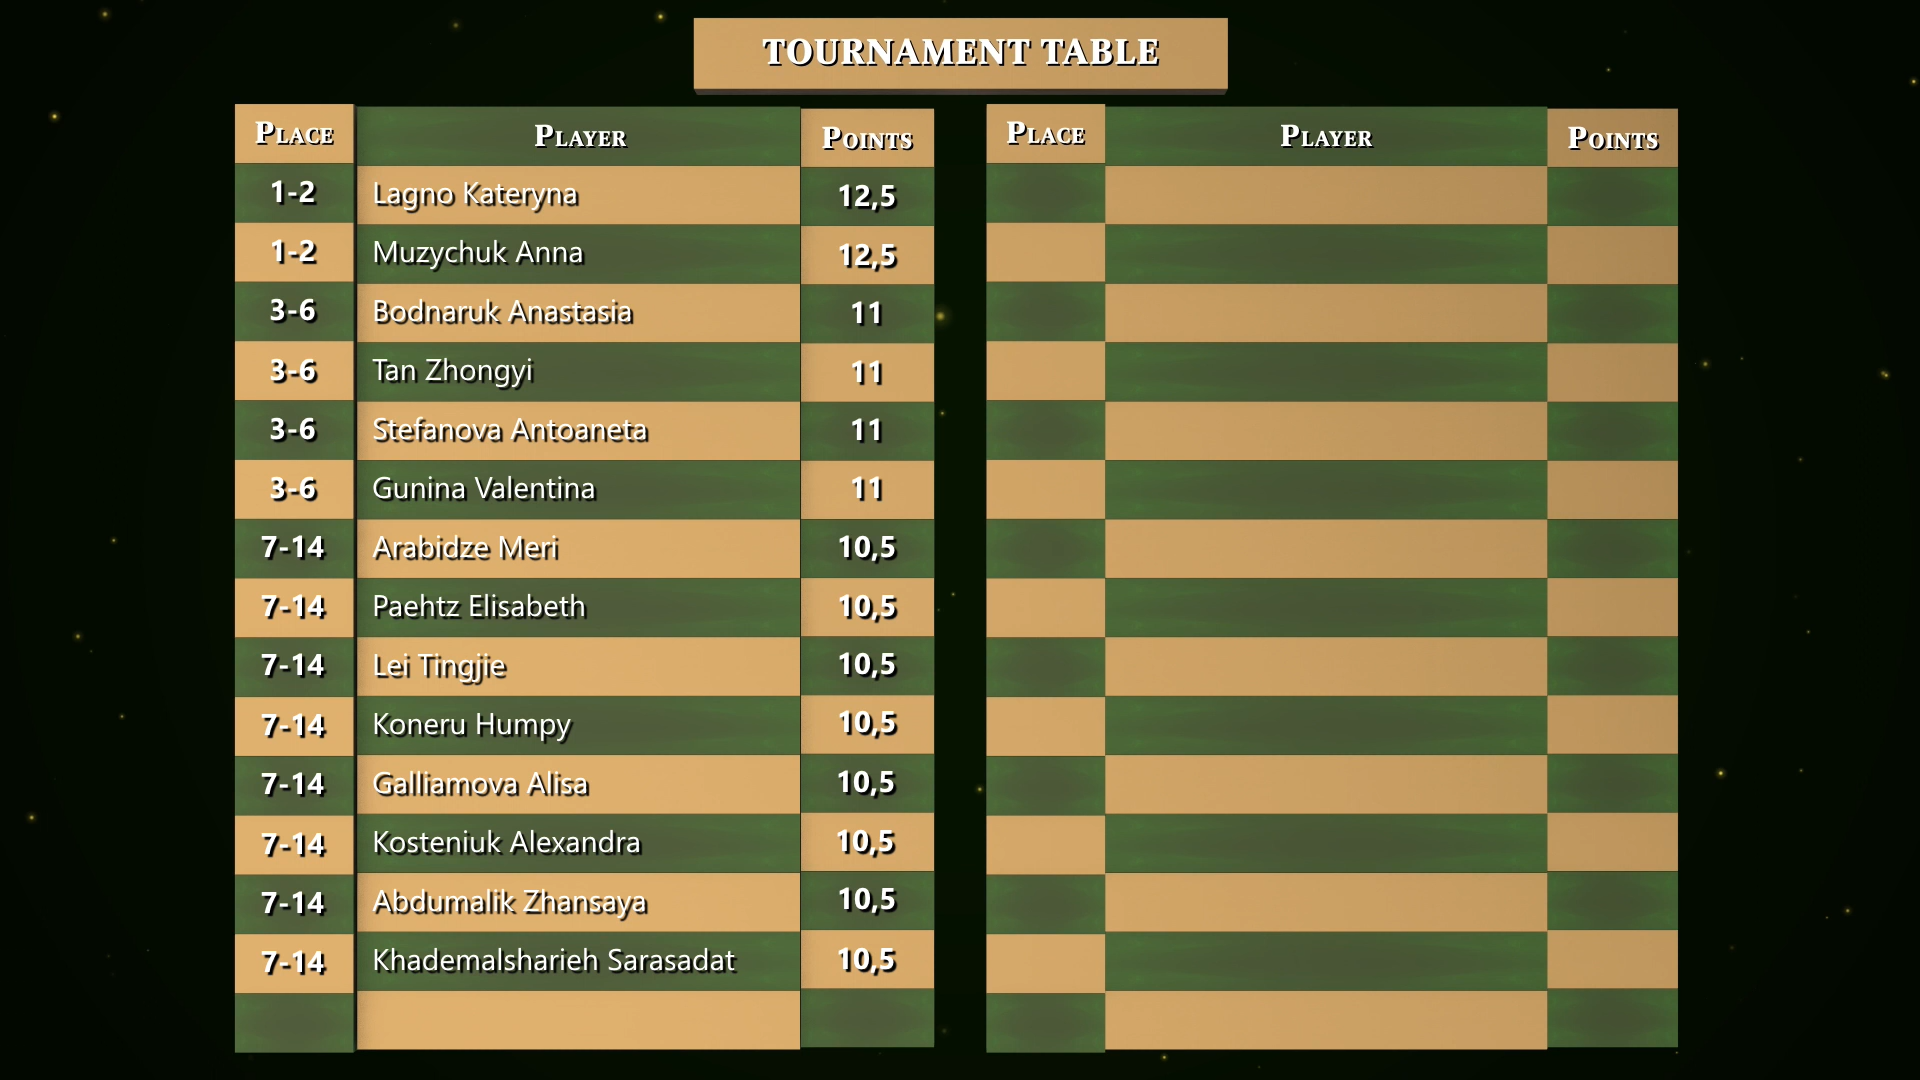 TOURNAMENT TABLE
PLACE PLAYER POINTS PLACE PLAYER POINTS
1-2 Lagno Kateryna 12,5
1-2 Muzychuk Anna 12,5
3-6 Bodnaruk Anastasia 11
3-6 Tan Zhongyi 11
3-6 Stefanova Antoaneta 11
3-6 Gunina Valentina 11
7-14 Arabidze Meri 10,5
7-14 Paehtz Elisabeth 10,5
7-14 Lei Tingjie 10,5
7-14 Koneru Humpy 10,5
7-14 Galliamova Alisa 10,5
7-14 Kosteniuk Alexandra 10,5
7-14 Abdumalik Zhansaya 10,5
7-14 Khademalsharieh Sarasadat 10,5